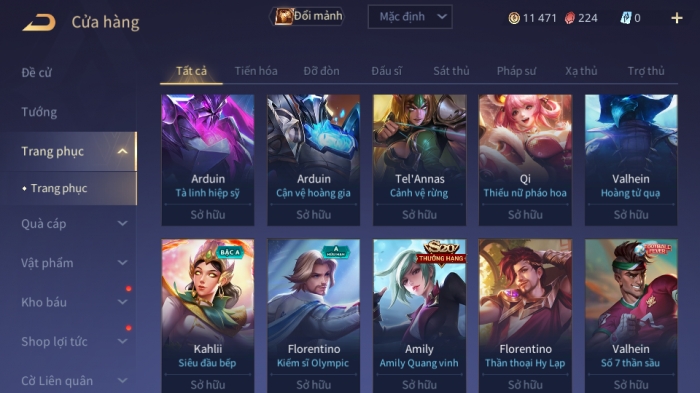 Cửa hàng
Đổi mảnh
Mặc định
11 471
224
0
Đề cử
Tướng
Trang phục
Trang phục
Quà cáp
Vật phẩm
Kho báu
Shop lợi tức
Cờ Liên quân
Tất cả
Tiến hóa
Đỡ đòn
Đấu sĩ
Sát thủ
Pháp sư
Xạ thủ
Trợ thủ
Arduin
Tà linh hiệp sỹ
Sở hữu
Arduin
Cận vệ hoàng gia
Sở hữu
Tel'Annas
Cảnh vệ rừng
Sở hữu
Qi
Thiếu nữ pháo hoa
Sở hữu
Valhein
Hoàng tử quạ
Sở hữu
BẬC A
Kahlii
Siêu đầu bếp
Sở hữu
A
HỮU HẠN
Florentino
Kiếm sĩ Olympic
Sở hữu
THƯỞNG HẠNG
Amily
Amily Quang vinh
Sở hữu
Florentino
Thần thoại Hy Lạp
Sở hữu
FEVER
Valhein
Số 7 thần sầu
Sở hữu